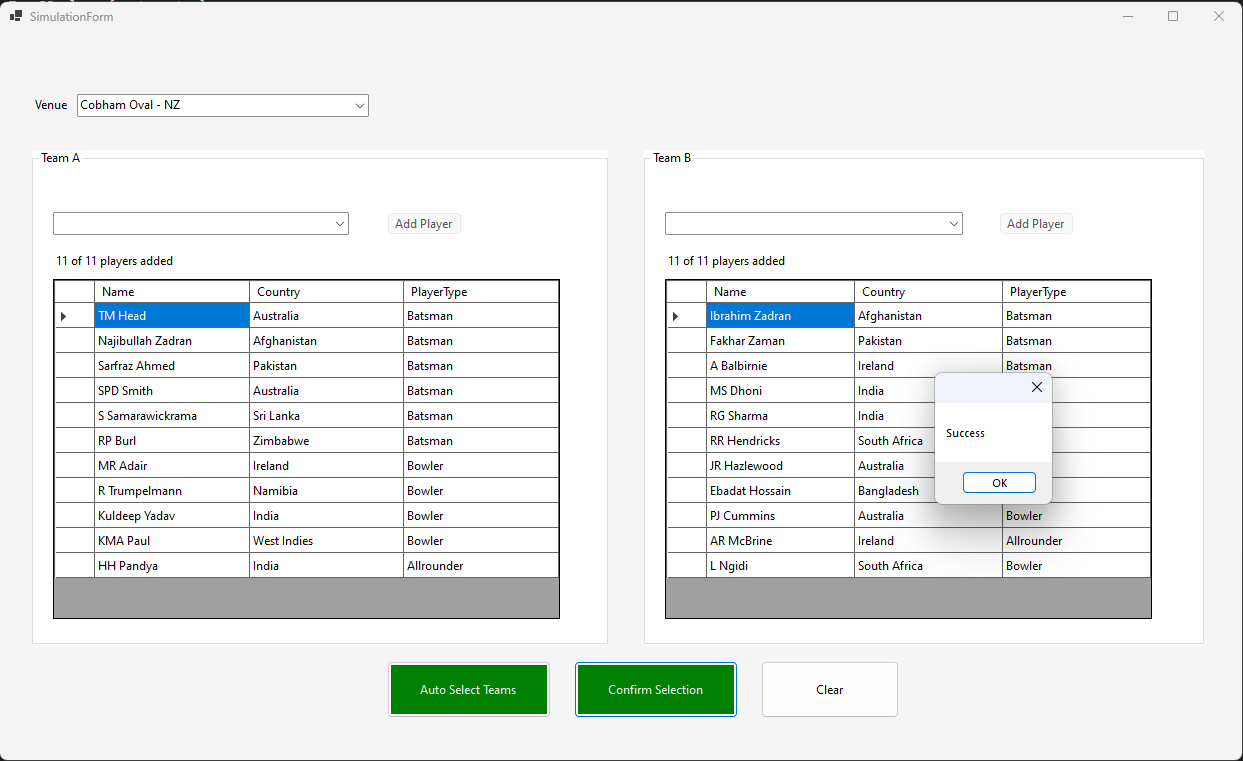 SimulationForm
Venue Cobham Oval - NZ
Team A
Add Player
11 of 11 players added
Name Country PlayerType
TM Head Australia Batsman
Najibullah Zadran Afghanistan Batsman
Sarfraz Ahmed Pakistan Batsman
SPD Smith Australia Batsman
S Samarawickrama Sri Lanka Batsman
RP Burl Zimbabwe Batsman
MR Adair Ireland Bowler
R Trumpelmann Namibia Bowler
Kuldeep Yadav India Bowler
KMA Paul West Indies Bowler
HH Pandya India Allrounder
Team B
Add Player
11 of 11 players added
Name Country PlayerType
Ibrahim Zadran Afghanistan Batsman
Fakhar Zaman Pakistan Batsman
A Balbirnie Ireland Batsman
MS Dhoni India
RG Sharma India
RR Hendricks South Africa
JR Hazlewood Australia
Ebadat Hossain Bangladesh
PJ Cummins Australia Bowler
AR McBrine Ireland Allrounder
L Ngidi South Africa Bowler
Success
OK
Auto Select Teams
Confirm Selection
Clear